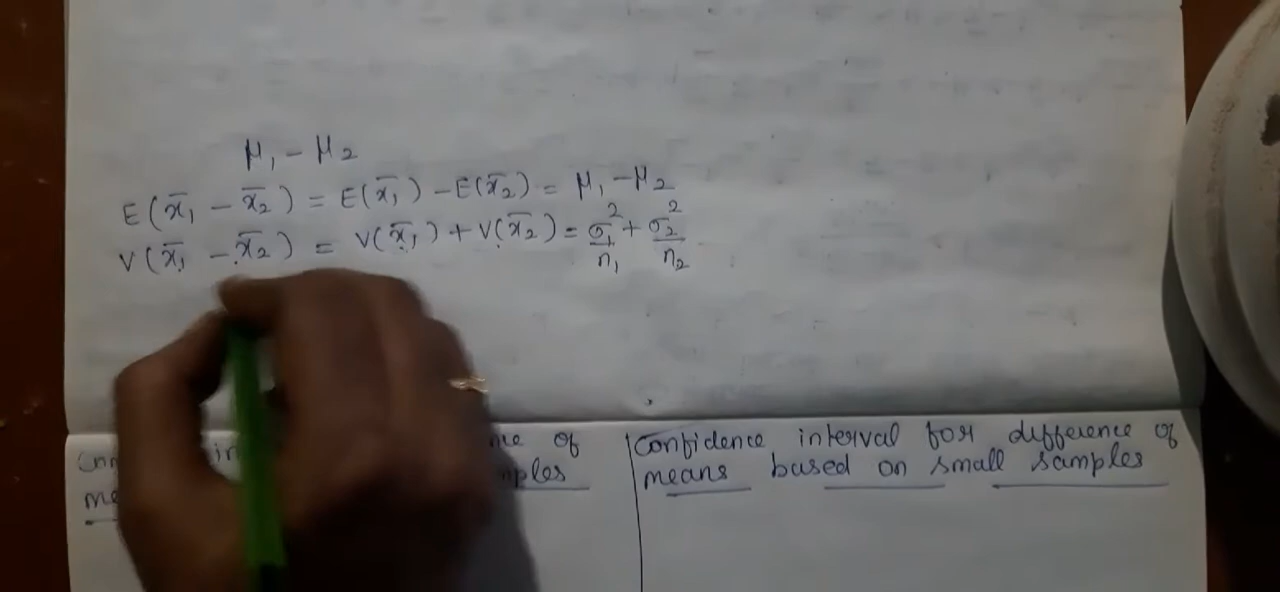 μ₁ - μ₂
E(x̄₁ - x̄₂) = E(x̄₁) - E(x̄₂) = μ₁ - μ₂
V(x̄₁ - x̄₂) = V(x̄₁) + V(x̄₂) = σ₁²/n₁ + σ₂²/n₂
of
Confidence interval for difference of
means based on small samples